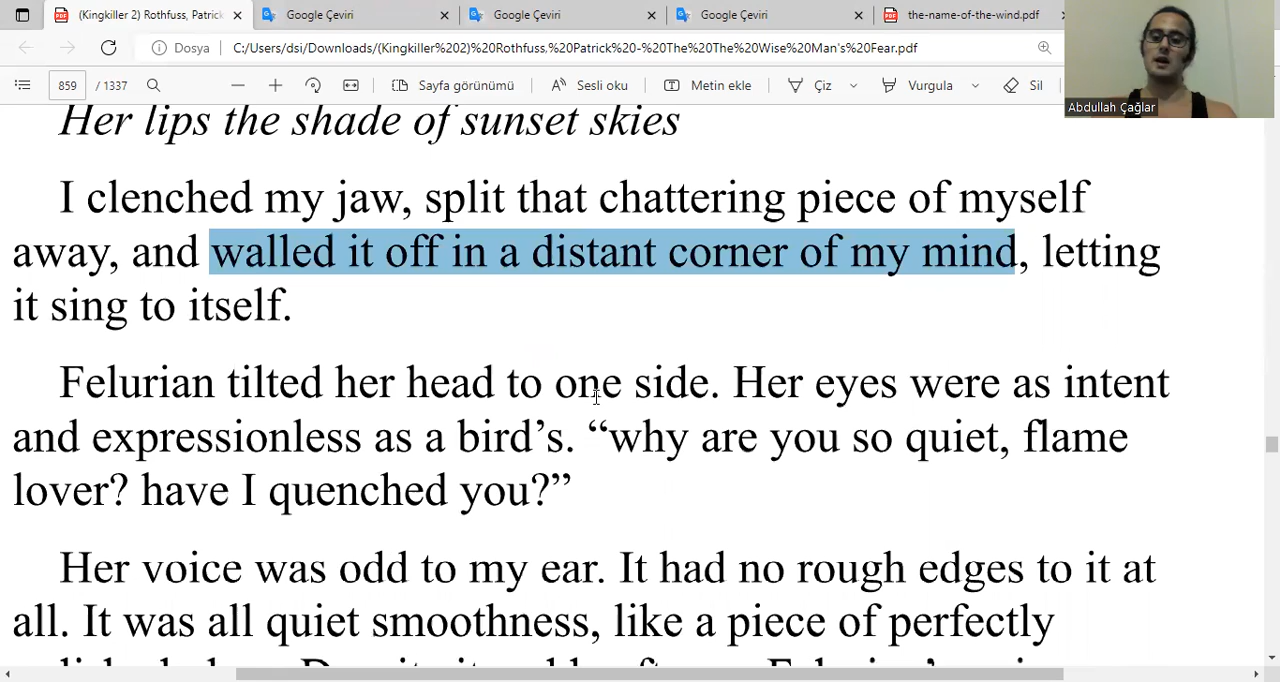 (Kingkiller 2) Rothfuss, Patrick
Google Çeviri
Google Çeviri
Google Çeviri
the-name-of-the-wind.pdf
Dosya
C:/Users/dsi/Downloads/(Kingkiller%202)%20Rothfuss,%20Patrick%20-%20The%20The%20Wise%20Man's%20Fear.pdf
859 / 1337
Sayfa görünümü
Sesli oku
Metin ekle
Çiz
Vurgula
Sil
Abdullah Çağlar
Her lips the shade of sunset skies
I clenched my jaw, split that chattering piece of myself
away, and walled it off in a distant corner of my mind, letting
it sing to itself.
Felurian tilted her head to one side. Her eyes were as intent
and expressionless as a bird’s. “why are you so quiet, flame
lover? have I quenched you?”
Her voice was odd to my ear. It had no rough edges to it at
all. It was all quiet smoothness, like a piece of perfectly